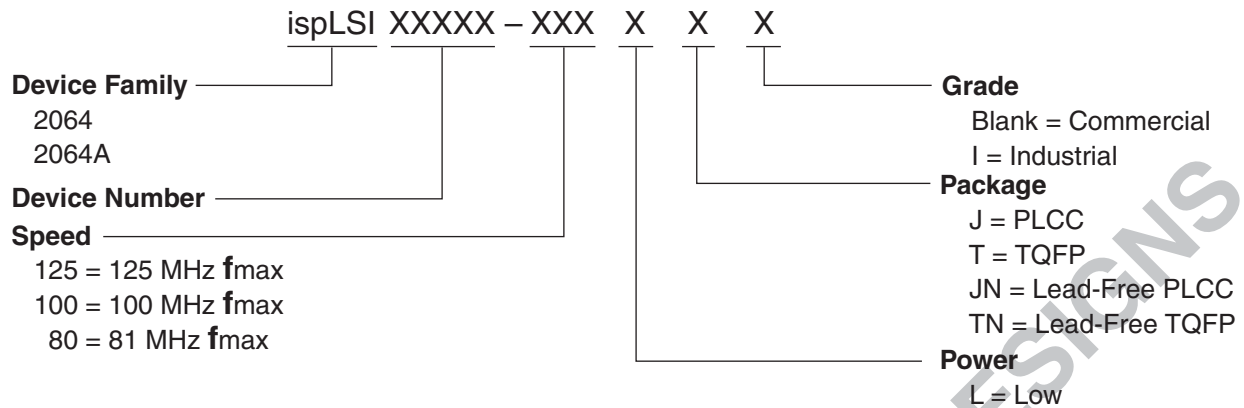 ispLSI XXXXX – XXX X X X
Device Family
2064
2064A
Device Number
Speed
125 = 125 MHz fmax
100 = 100 MHz fmax
80 = 81 MHz fmax
Grade
Blank = Commercial
I = Industrial
Package
J = PLCC
T = TQFP
JN = Lead-Free PLCC
TN = Lead-Free TQFP
Power
L = Low